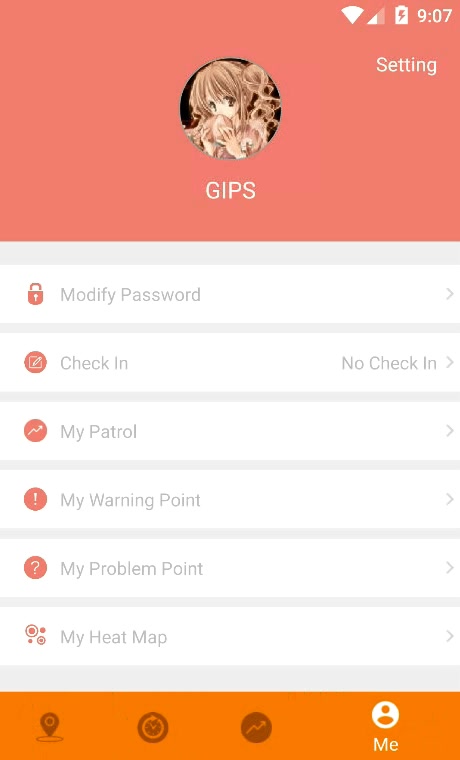 9:07
Setting
GIPS
Modify Password
Check In No Check In
My Patrol
My Warning Point
My Problem Point
My Heat Map
Me